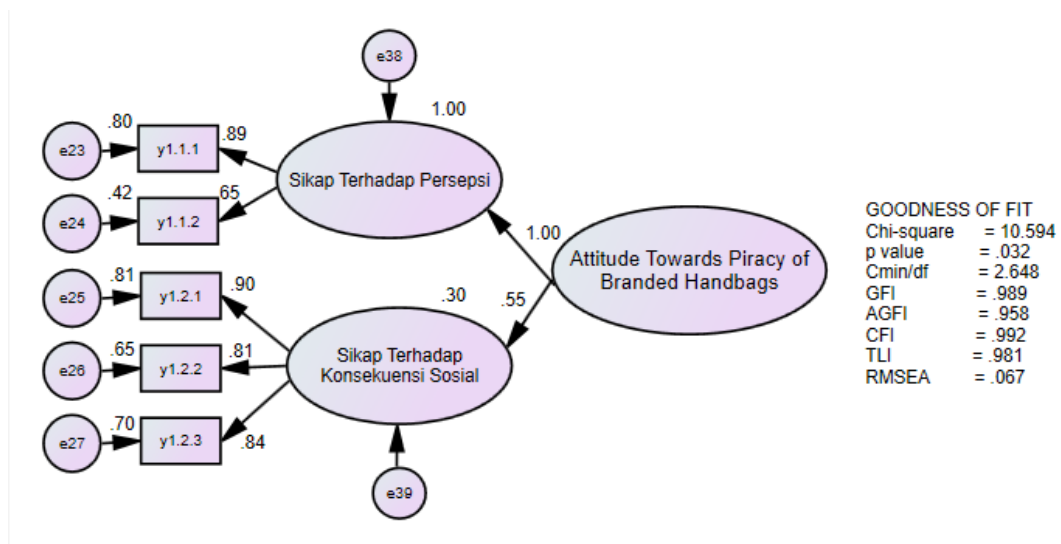 e38
1.00
.80
.89
e23
y1.1.1
Sikap Terhadap Persepsi
.42
65
e24
y1.1.2
1.00
Attitude Towards Piracy of
Branded Handbags
.81
.90
e25
y1.2.1
.30
.55
Sikap Terhadap
Konsekuensi Sosial
.65
.81
e26
y1.2.2
.70
.84
e27
y1.2.3
e39
GOODNESS OF FIT
Chi-square = 10.594
p value = .032
Cmin/df = 2.648
GFI = .989
AGFI = .958
CFI = .992
TLI = .981
RMSEA = .067